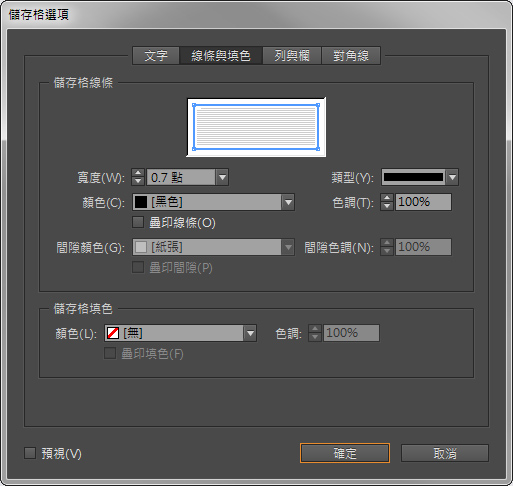 儲存格選項
文字 線條與填色 列與欄 對角線
儲存格線條
寬度(W): 0.7 點 類型(Y):
顏色(C): [黑色] 色調(T): 100%
疊印線條(O)
間隙顏色(G): [紙張] 間隙色調(N): 100%
疊印間隙(P)
儲存格填色
顏色(L): [無] 色調: 100%
疊印填色(F)
預視(V) 確定 取消